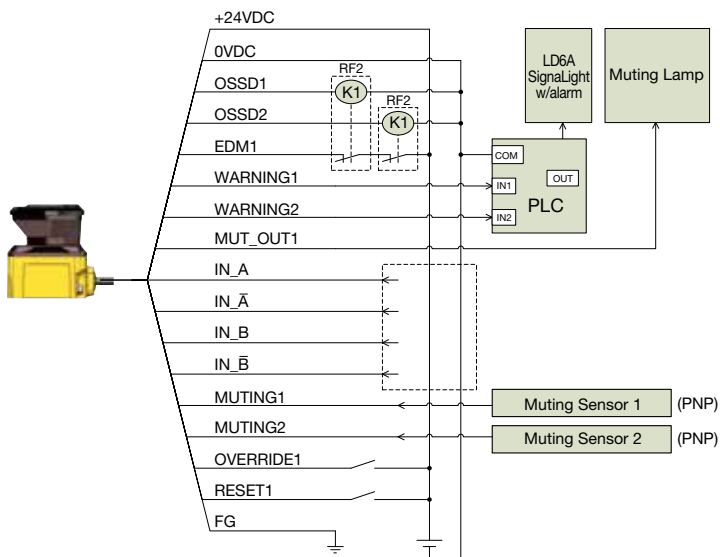 +24VDC
0VDC
OSSD1
OSSD2
EDM1
WARNING1
WARNING2
MUT_OUT1
IN_A
IN_A̅
IN_B
IN_B̅
MUTING1
MUTING2
OVERRIDE1
RESET1
FG
RF2
K1
RF2
K1
LD6A
SignaLight
w/alarm
Muting Lamp
COM
IN1
IN2
OUT
PLC
Muting Sensor 1 (PNP)
Muting Sensor 2 (PNP)